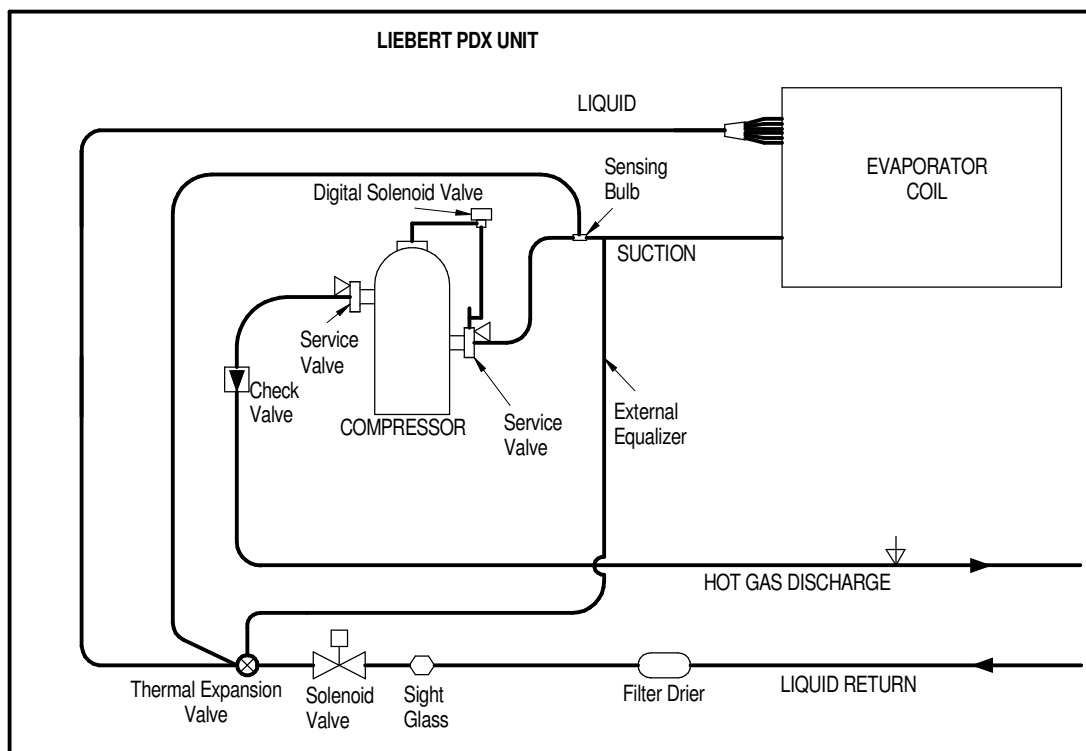 LIEBERT PDX UNIT
LIQUID
EVAPORATOR
COIL
Sensing
Bulb
Digital Solenoid Valve
SUCTION
Service
Valve
Check
Valve
COMPRESSOR
Service
Valve
External
Equalizer
HOT GAS DISCHARGE
Thermal Expansion
Valve
Solenoid
Valve
Sight
Glass
Filter Drier
LIQUID RETURN